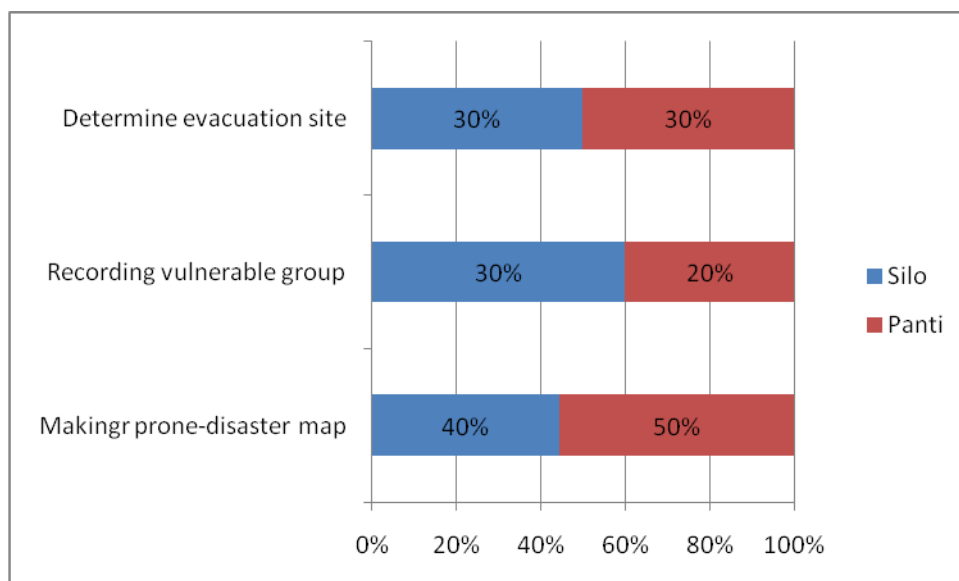 Determine evacuation site
30%
30%
Recording vulnerable group
30%
20%
Silo
Panti
Makingr prone-disaster map
40%
50%
0%
20%
40%
60%
80%
100%